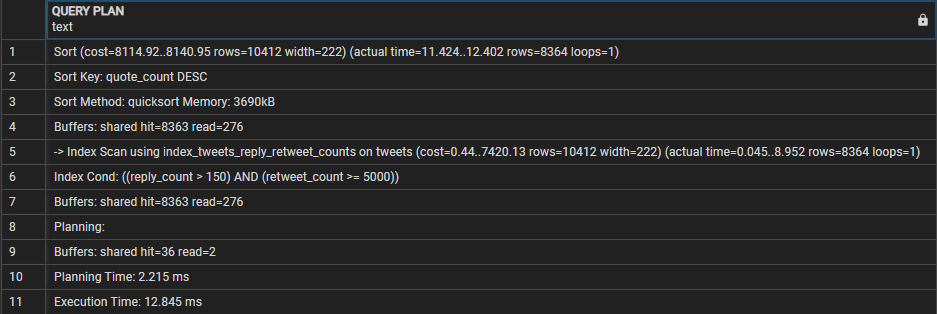 QUERY PLAN
text
1 Sort (cost=8114.92..8140.95 rows=10412 width=222) (actual time=11.424..12.402 rows=8364 loops=1)
2 Sort Key: quote_count DESC
3 Sort Method: quicksort Memory: 3690kB
4 Buffers: shared hit=8363 read=276
5 -> Index Scan using index_tweets_reply_retweet_counts on tweets (cost=0.44..7420.13 rows=10412 width=222) (actual time=0.045..8.952 rows=8364 loops=1)
6 Index Cond: ((reply_count > 150) AND (retweet_count >= 5000))
7 Buffers: shared hit=8363 read=276
8 Planning:
9 Buffers: shared hit=36 read=2
10 Planning Time: 2.215 ms
11 Execution Time: 12.845 ms